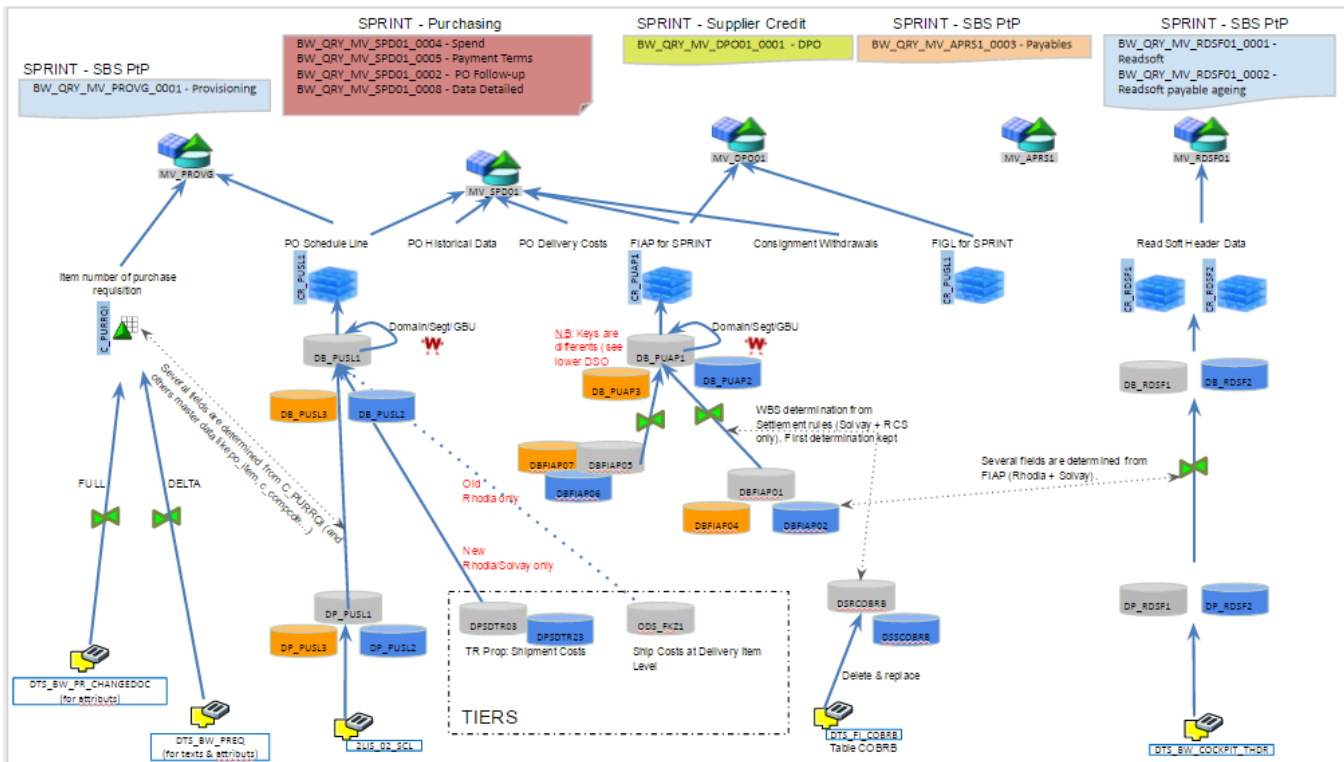 SPRINT - Purchasing
SPRINT - Supplier Credit
SPRINT - SBS PtP
SPRINT - SBS PtP
BW_QRY_MV_SPD01_0004 - Spend
BW_QRY_MV_SPD01_0005 - Payment Terms
BW_QRY_MV_SPD01_0002 - PO Follow-up
BW_QRY_MV_SPD01_0008 - Data Detailed
BW_QRY_MV_DPO01_0001 - DPO
BW_QRY_MV_APRS1_0003 - Payables
BW_QRY_MV_RDSF01_0001 -
Readsoft
BW_QRY_MV_RDSF01_0002 -
Readsoft payable ageing
SPRINT - SBS PtP
BW_QRY_MV_PROVG_0001 - Provisioning
MV_PROVG
MV_SPD01
MV_DPO01
MV_APRS1
MV_RDSF01
PO Schedule Line
PO Historical Data
PO Delivery Costs
FIAP for SPRINT
Consignment Withdrawals
FIGL for SPRINT
Read Soft Header Data
Item number of purchase
requisition
C_PURRQI
CR_PUSL1
CR_PUAP1
CR_PUGL1
CR_RDSF1
CR_RDSF2
Domain/Segt/GBU
DB_PUSL1
DB_PUSL3
DB_PUSL2
N.B: Keys are
differents (see
lower DSO
Domain/Segt/GBU
DB_PUAP1
DB_PUAP2
DB_PUAP3
DB_RDSF1
DB_RDSF2
Several fields are determined from C_PURRQI (and
others master data like po_item, c_compcode...)
WBS determination from
Settlement rules (Solvay + RCS
only). First determination kept
DBFIAP07
DBFIAP05
DBFIAP06
DBFIAP01
DBFIAP04
DBFIAP02
Several fields are determined from
FIAP (Rhodia + Solvay).
FULL
DELTA
Old
Rhodia only
New
Rhodia/Solvay only
DP_PUSL1
DP_PUSL3
DP_PUSL2
DPSDTR03
DPSDTR23
TR Prop: Shipment Costs
ODS_FKZ1
Ship Costs at Delivery Item
Level
TIERS
DSRCOBRB
DSSCOBRB
Delete & replace
DP_RDSF1
DP_RDSF2
DTS_BW_PR_CHANGEDOC
(for attributs)
DTS_BW_PREQ
(for texts & attributs)
2LIS_02_SCL
DTS_FI_COBRB
Table COBRB
DTS_BW_COCKPIT_THDR